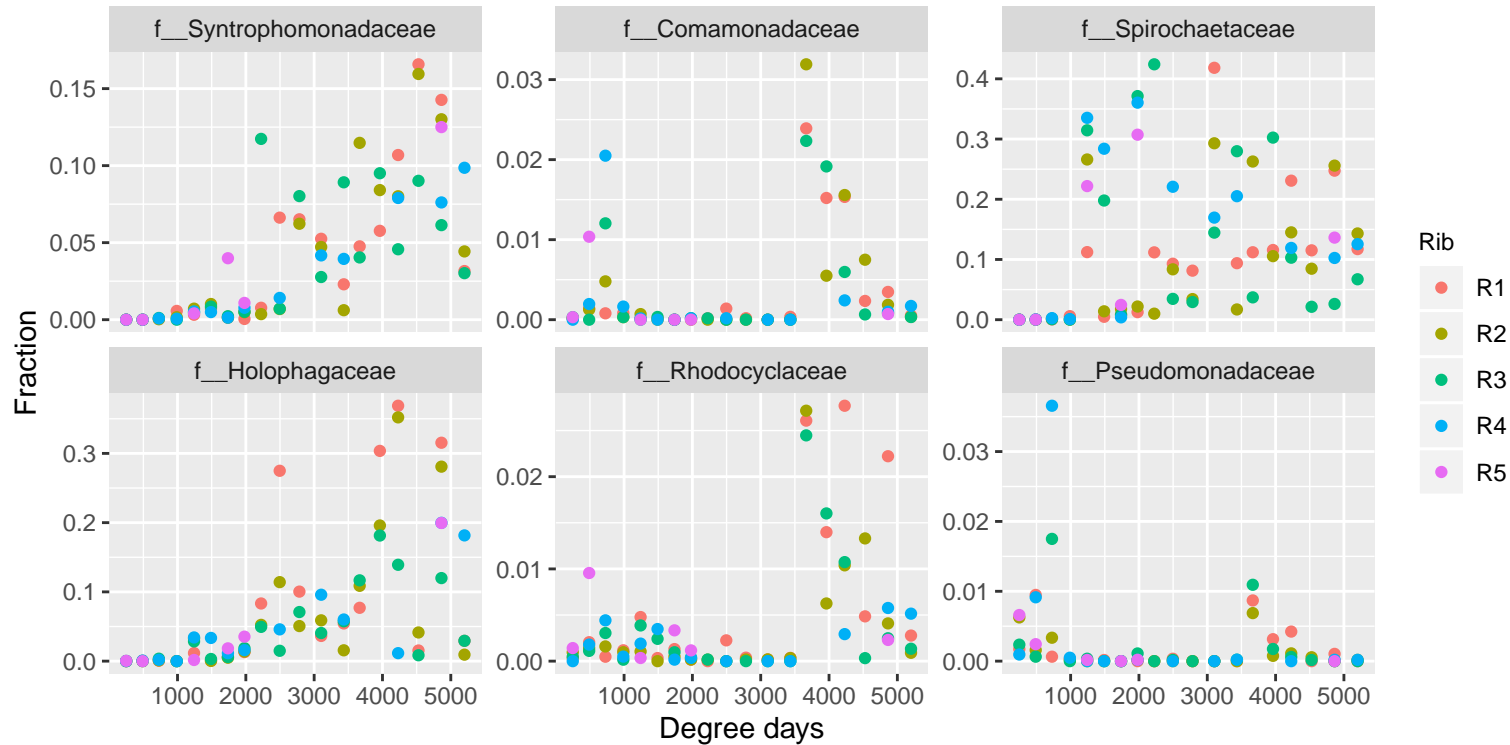 f__Syntrophomonadaceae f__Comamonadaceae f__Spirochaetaceae
0.15
0.10
0.05
0.00
0.03
0.02
0.01
0.00
0.4
0.3
0.2
0.1
0.0
f__Holophagaceae f__Rhodocyclaceae f__Pseudomonadaceae
0.3
0.2
0.1
0.0
0.02
0.01
0.00
0.03
0.02
0.01
0.00
1000 2000 3000 4000 5000 1000 2000 3000 4000 5000 1000 2000 3000 4000 5000
Degree days
Fraction
Rib
R1
R2
R3
R4
R5